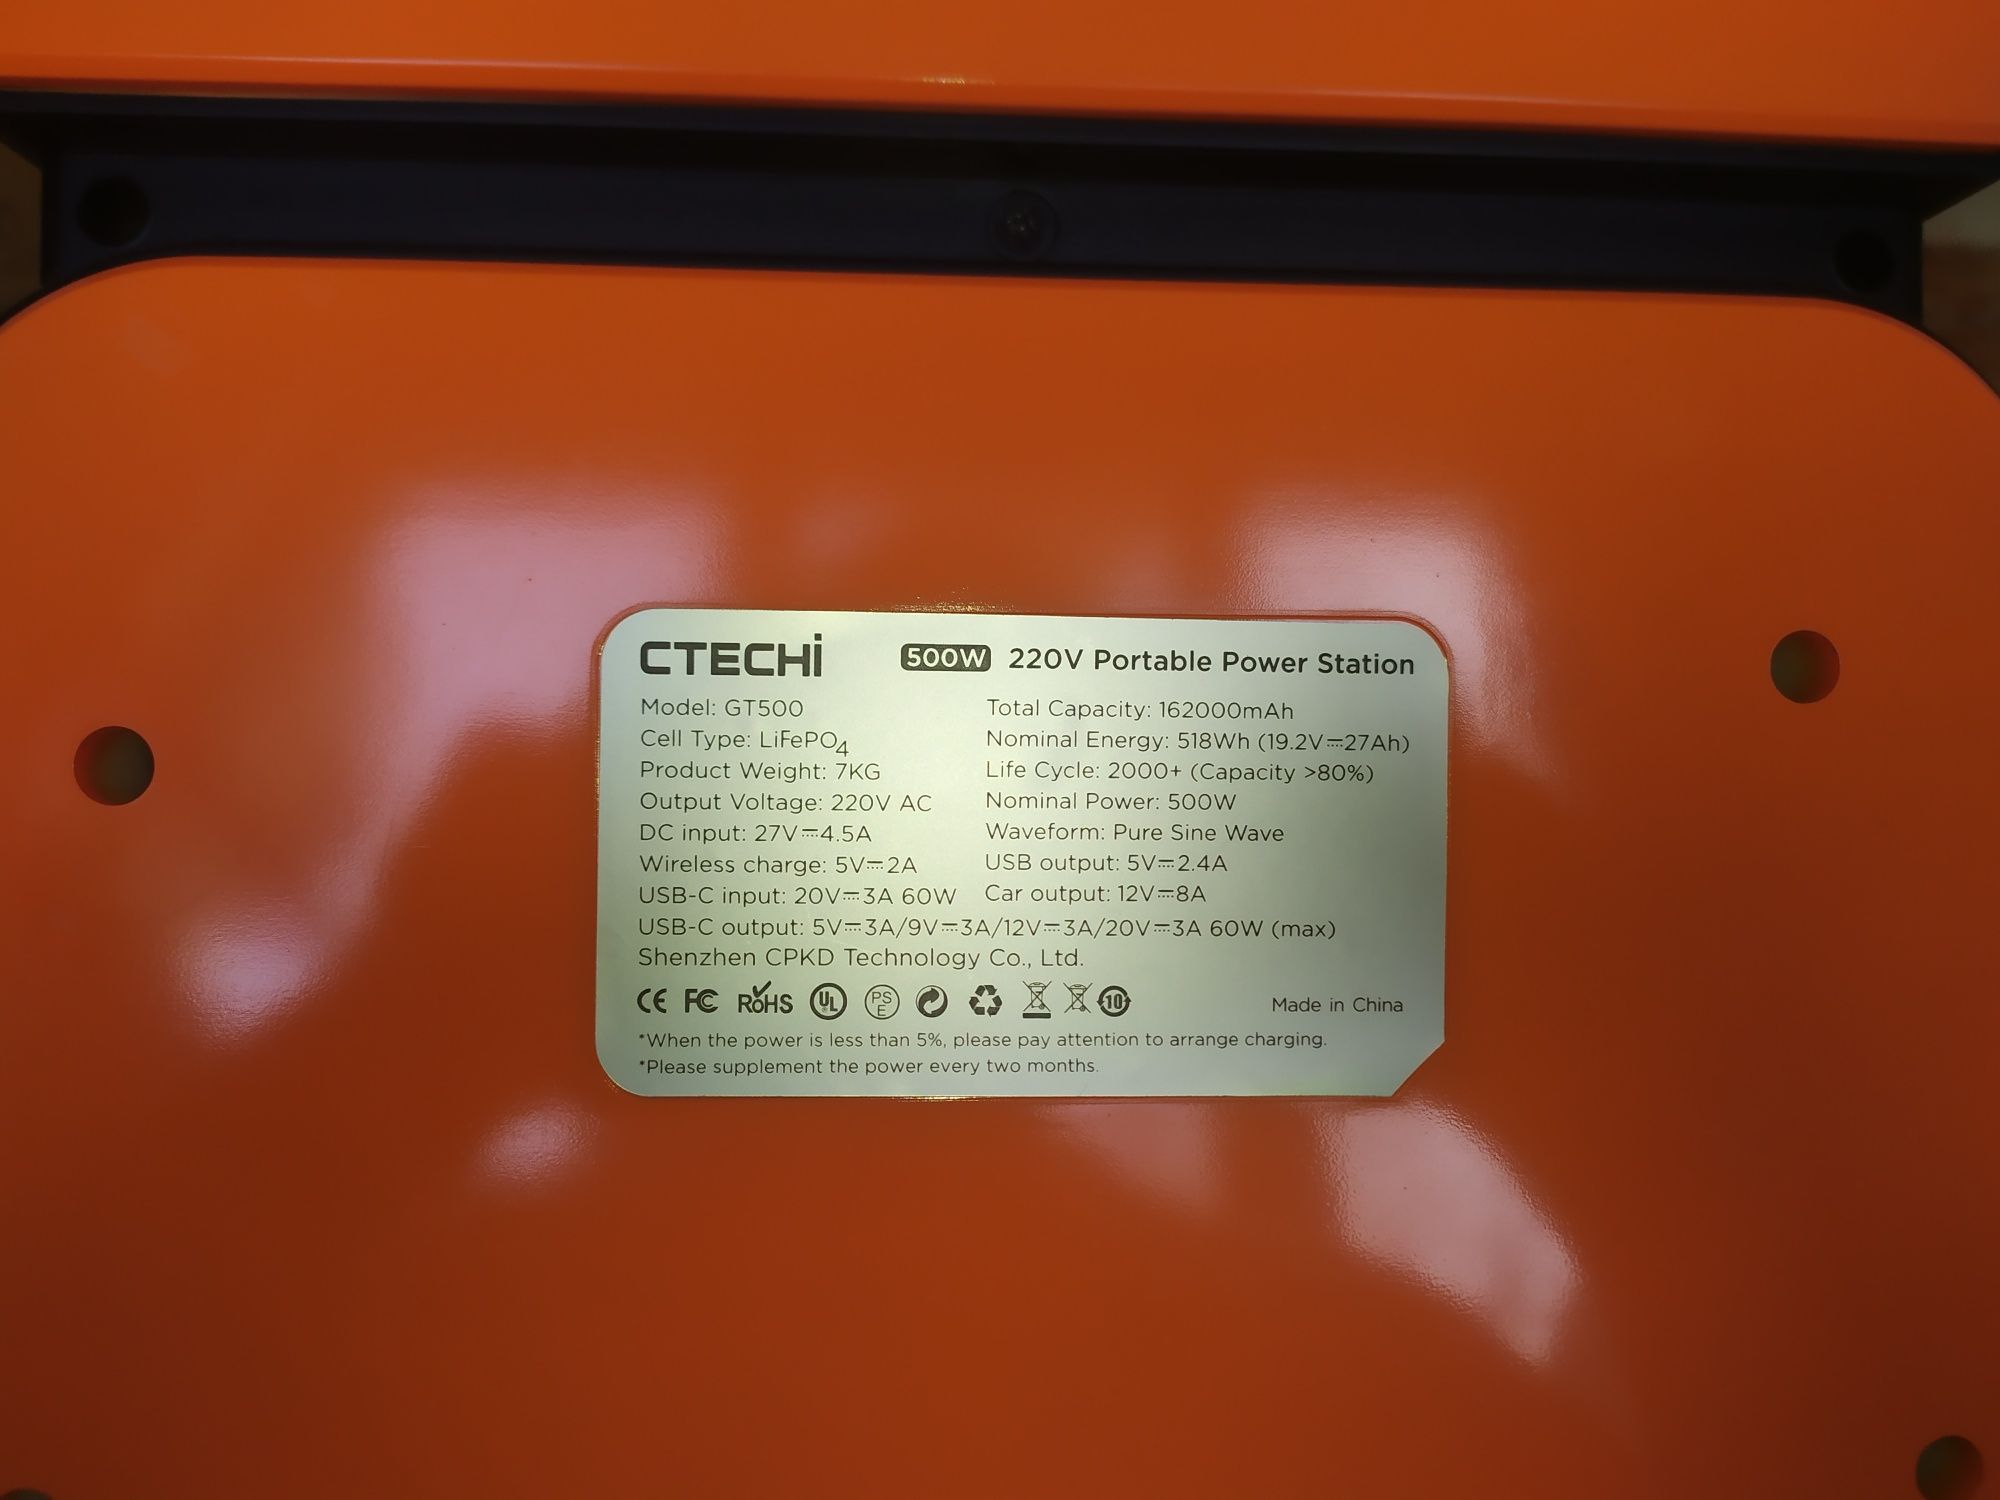 CTECHi 500W 220V Portable Power Station
Model: GT500
Cell Type: LiFePO₄
Product Weight: 7KG
Output Voltage: 220V AC
DC input: 27V⎓4.5A
Wireless charge: 5V⎓2A
USB-C input: 20V⎓3A 60W
Total Capacity: 162000mAh
Nominal Energy: 518Wh (19.2V⎓27Ah)
Life Cycle: 2000+ (Capacity >80%)
Nominal Power: 500W
Waveform: Pure Sine Wave
USB output: 5V⎓2.4A
Car output: 12V⎓8A
USB-C output: 5V⎓3A/9V⎓3A/12V⎓3A/20V⎓3A 60W (max)
Shenzhen CPKD Technology Co., Ltd.
CE FC RoHS UL PSE 10 Made in China
*When the power is less than 5%, please pay attention to arrange charging.
*Please supplement the power every two months.